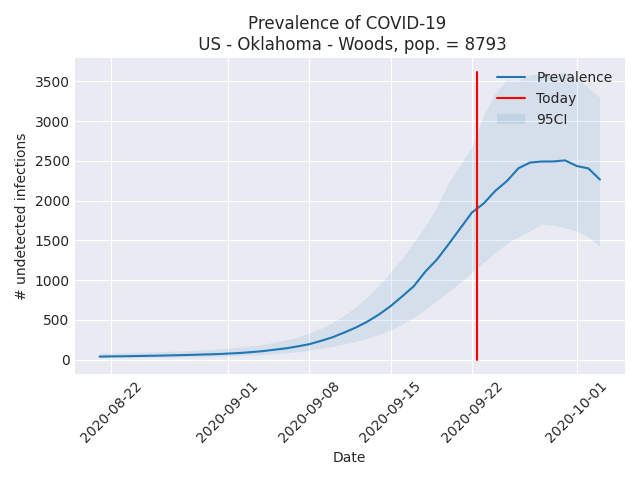 Prevalence of COVID-19
US - Oklahoma - Woods, pop. = 8793
# undetected infections
3500
3000
2500
2000
1500
1000
500
0
Prevalence
Today
95CI
2020-08-22
2020-09-01
2020-09-08
2020-09-15
2020-09-22
2020-10-01
Date